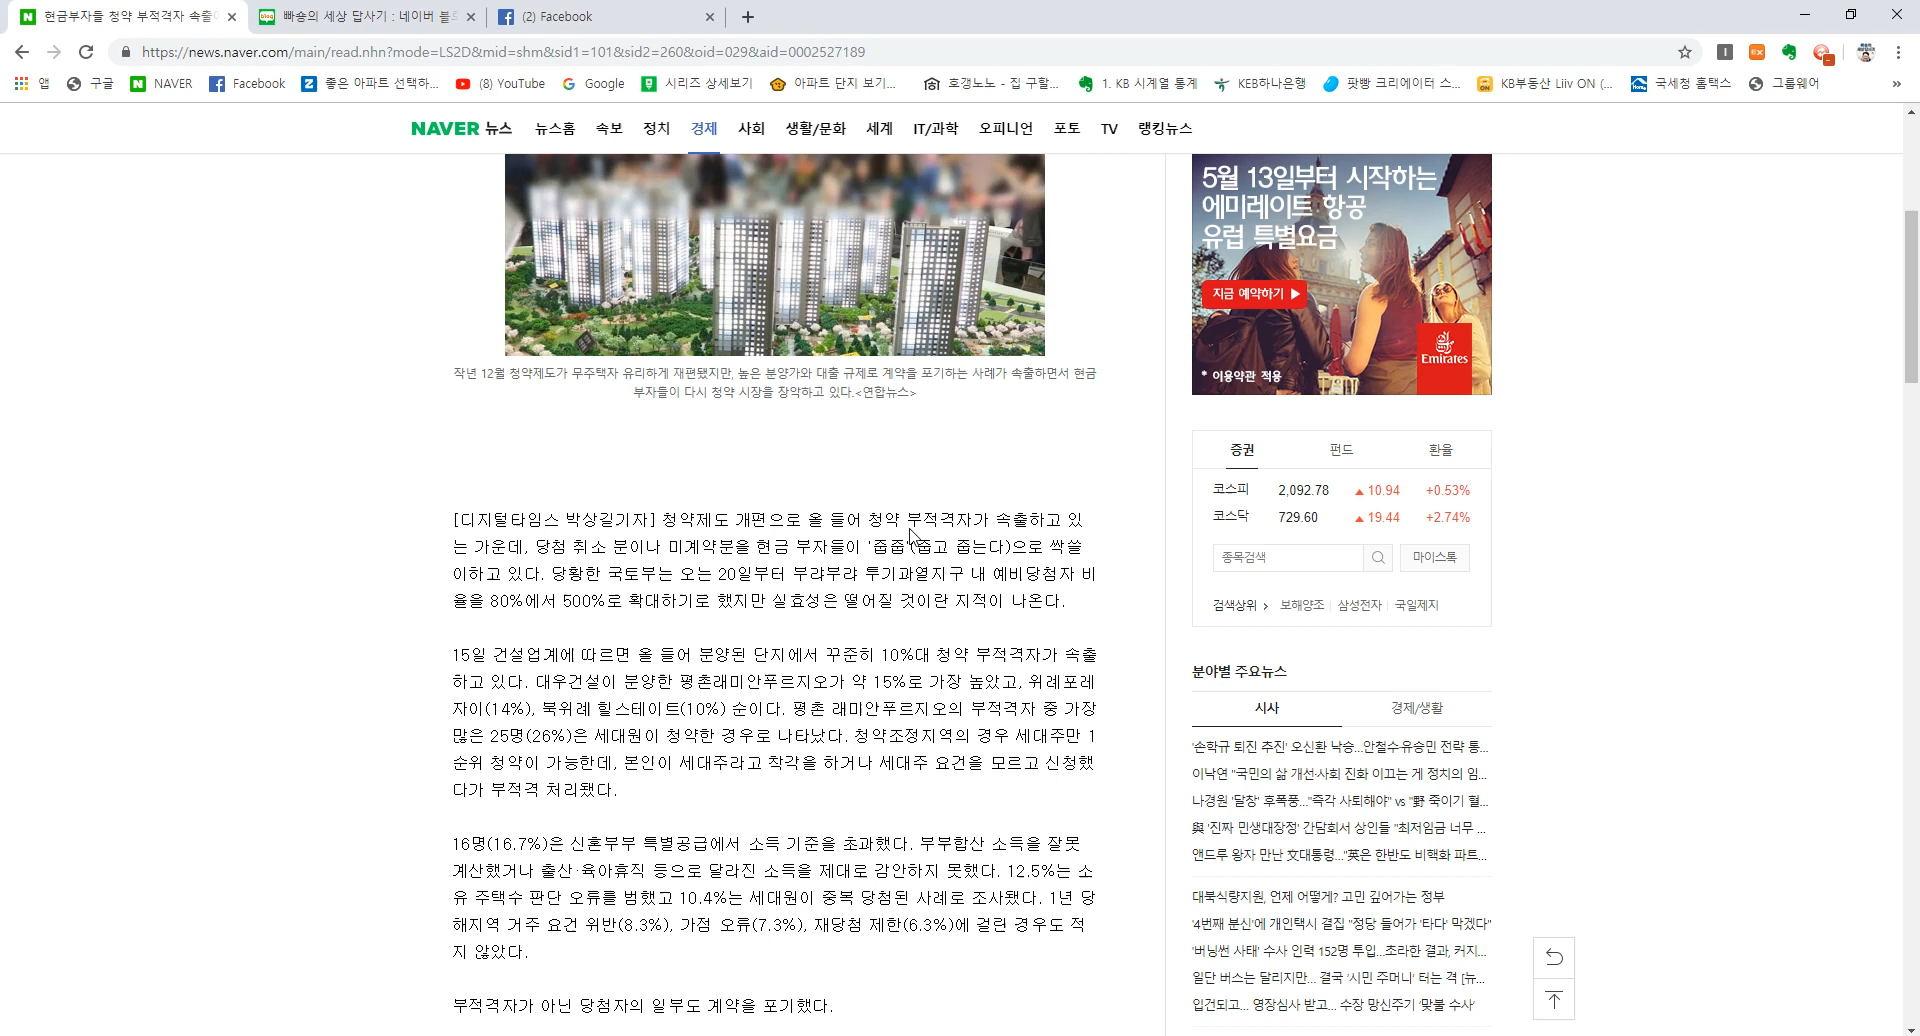 현금부자들 청약 부적격자 속출
빠숑의 세상 답사기 : 네이버 블로
(2) Facebook
https://news.naver.com/main/read.nhn?mode=LS2D&mid=shm&sid1=101&sid2=260&oid=029&aid=0002527189
앱 구글 NAVER Facebook 좋은 아파트 선택하... (8) YouTube Google 시리즈 상세보기 아파트 단지 보기... 호갱노노 - 집 구할... 1. KB 시계열 통계 KEB하나은행 팟빵 크리에이터 스... KB부동산 Liiv ON (... 국세청 홈택스 그룹웨어 »
NAVER 뉴스 뉴스홈 속보 정치 경제 사회 생활/문화 세계 IT/과학 오피니언 포토 TV 랭킹뉴스
작년 12월 청약제도가 무주택자 유리하게 재편됐지만, 높은 분양가와 대출 규제로 계약을 포기하는 사례가 속출하면서 현금
부자들이 다시 청약 시장을 장악하고 있다.<연합뉴스>
[디지털타임스 박상길기자] 청약제도 개편으로 올 들어 청약 부적격자가 속출하고 있
는 가운데, 당첨 취소 분이나 미계약분을 현금 부자들이 '줍줍'(줍고 줍는다)으로 싹쓸
이하고 있다. 당황한 국토부는 오는 20일부터 부랴부랴 투기과열지구 내 예비당첨자 비
율을 80%에서 500%로 확대하기로 했지만 실효성은 떨어질 것이란 지적이 나온다.
15일 건설업계에 따르면 올 들어 분양된 단지에서 꾸준히 10%대 청약 부적격자가 속출
하고 있다. 대우건설이 분양한 평촌래미안푸르지오가 약 15%로 가장 높았고, 위례포레
자이(14%), 북위례 힐스테이트(10%) 순이다. 평촌 래미안푸르지오의 부적격자 중 가장
많은 25명(26%)은 세대원이 청약한 경우로 나타났다. 청약조정지역의 경우 세대주만 1
순위 청약이 가능한데, 본인이 세대주라고 착각을 하거나 세대주 요건을 모르고 신청했
다가 부적격 처리됐다.
16명(16.7%)은 신혼부부 특별공급에서 소득 기준을 초과했다. 부부합산 소득을 잘못
계산했거나 출산·육아휴직 등으로 달라진 소득을 제대로 감안하지 못했다. 12.5%는 소
유 주택수 판단 오류를 범했고 10.4%는 세대원이 중복 당첨된 사례로 조사됐다. 1년 당
해지역 거주 요건 위반(8.3%), 가점 오류(7.3%), 재당첨 제한(6.3%)에 걸린 경우도 적
지 않았다.
부적격자가 아닌 당첨자의 일부도 계약을 포기했다.
5월 13일부터 시작하는
에미레이트 항공
유럽 특별요금
지금 예약하기 ▶
Emirates
* 이용약관 적용
증권 펀드 환율
코스피 2,092.78 ▲10.94 +0.53%
코스닥 729.60 ▲19.44 +2.74%
종목검색 마이스톡
검색상위 > 보해양조 삼성전자 국일제지
분야별 주요뉴스
시사 경제/생활
'손학규 퇴진 추진' 오신환 낙승...안철수·유승민 전략 통...
이낙연 "국민의 삶 개선·사회 진화 이끄는 게 정치의 임...
나경원 '달창' 후폭풍..."즉각 사퇴해야" vs "野 죽이기 혈...
與 '진짜 민생대장정' 간담회서 상인들 "최저임금 너무 ...
앤드루 왕자 만난 文대통령..."英은 한반도 비핵화 파트...
대북식량지원, 언제 어떻게? 고민 깊어가는 정부
'4번째 분신'에 개인택시 결집 "정당 들어가 '타다' 막겠다"
'버닝썬 사태' 수사 인력 152명 투입...초라한 결과, 커지...
일단 버스는 달리지만... 결국 '시민 주머니' 터는 격 [뉴...
입건되고... 영장심사 받고... 수장 망신주기 '맞불 수사'